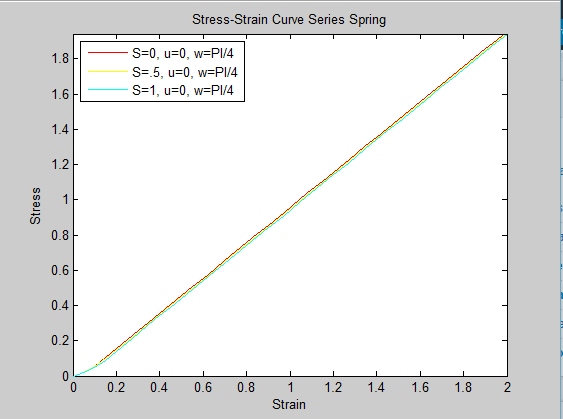 Stress-Strain Curve Series Spring
S=0, u=0, w=PI/4
S=.5, u=0, w=PI/4
S=1, u=0, w=PI/4
1.8
1.6
1.4
1.2
1
0.8
0.6
0.4
0.2
0
Stress
0 0.2 0.4 0.6 0.8 1 1.2 1.4 1.6 1.8 2
Strain